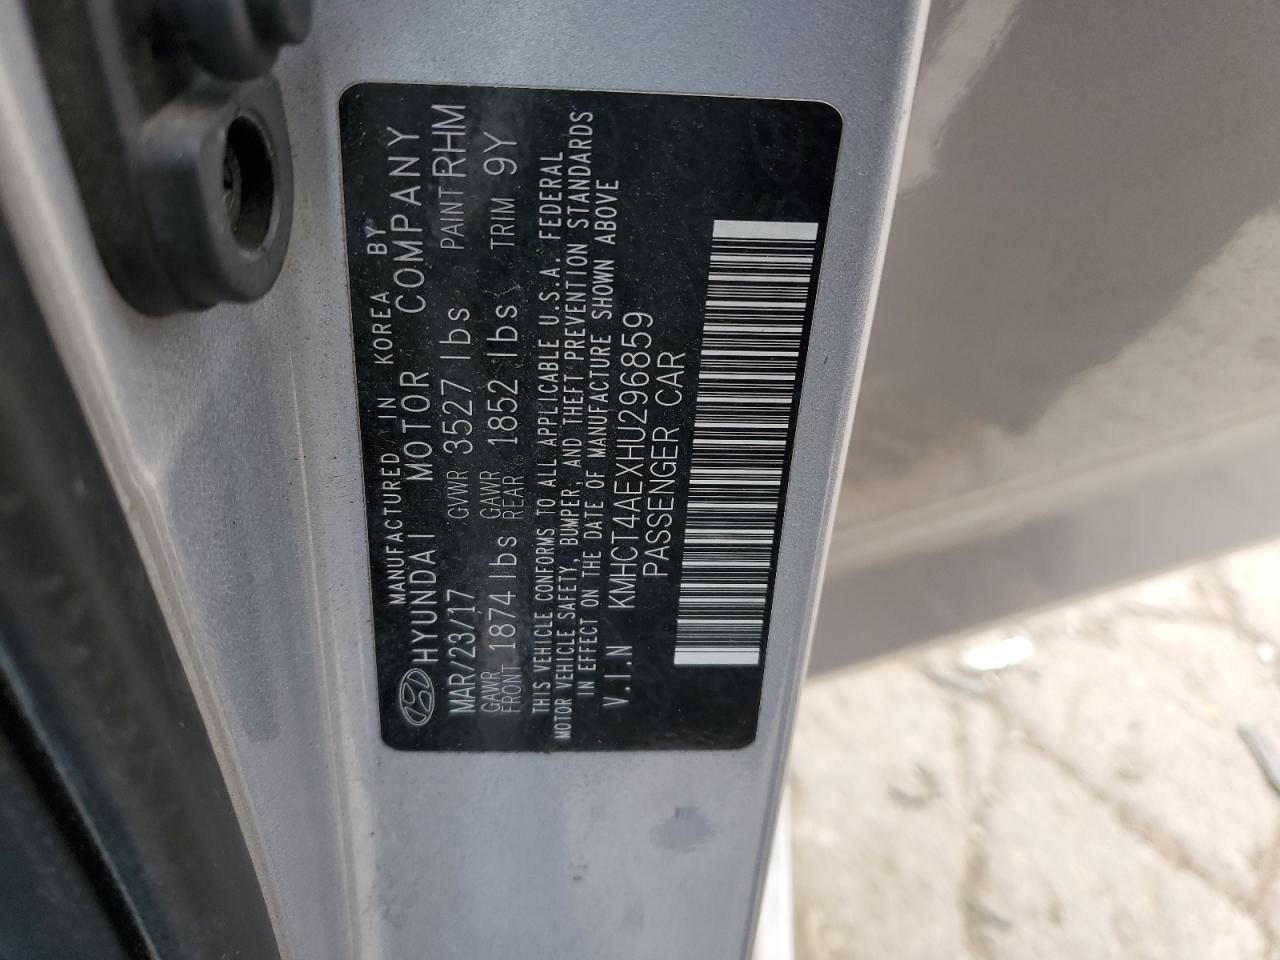 MANUFACTURED IN KOREA BY
HYUNDAI MOTOR COMPANY
MAR/23/17 GVWR 3527 lbs PAINT RHM
GAWR FRONT 1874 lbs GAWR REAR 1852 lbs TRIM 9Y
THIS VEHICLE CONFORMS TO ALL APPLICABLE U.S.A. FEDERAL
MOTOR VEHICLE SAFETY, BUMPER, AND THEFT PREVENTION STANDARDS
IN EFFECT ON THE DATE OF MANUFACTURE SHOWN ABOVE
V.I.N KMHCT4AEXHU296859
PASSENGER CAR